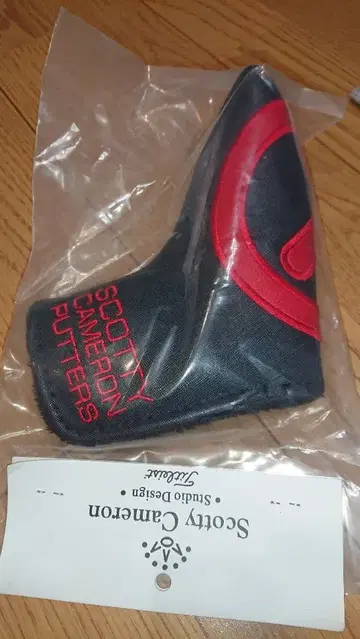 SCOTTY
CAMERON
PUTTERS
Scotty Cameron
• Studio Design •
Titleist